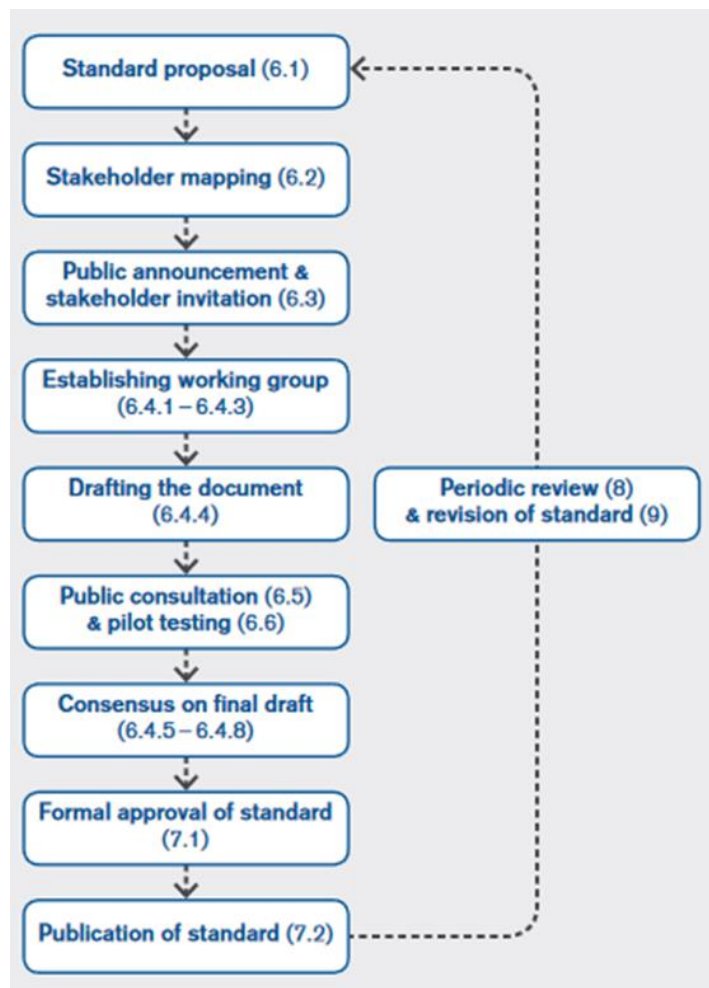 Standard proposal (6.1)
Stakeholder mapping (6.2)
Public announcement &
stakeholder invitation (6.3)
Establishing working group
(6.4.1 – 6.4.3)
Drafting the document
(6.4.4)
Periodic review (8)
& revision of standard (9)
Public consultation (6.5)
& pilot testing (6.6)
Consensus on final draft
(6.4.5 – 6.4.8)
Formal approval of standard
(7.1)
Publication of standard (7.2)